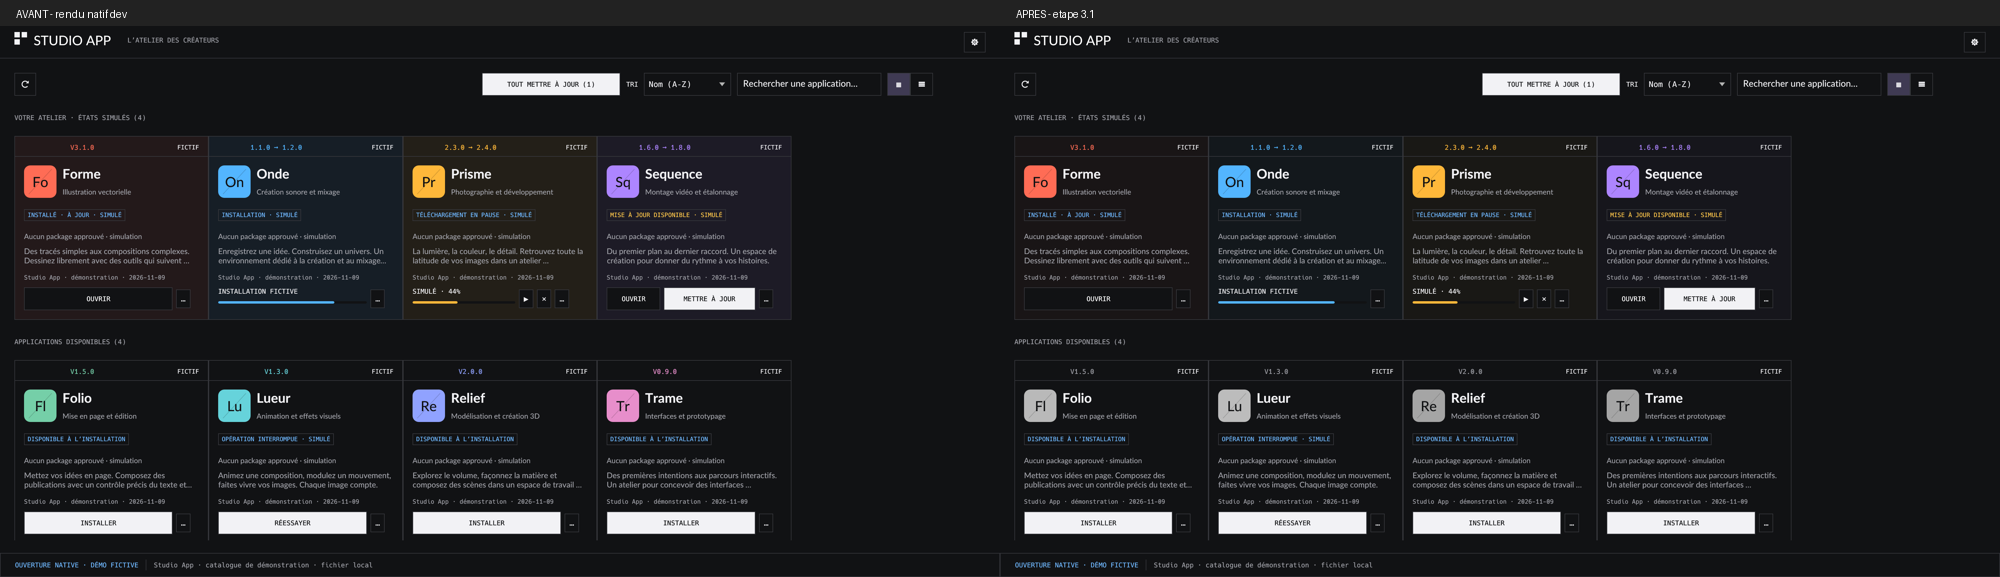 AVANT - rendu natif dev
STUDIO APP L'ATELIER DES CRÉATEURS
TOUT METTRE À JOUR (1) TRI Nom (A-Z) Rechercher une application...
VOTRE ATELIER · ÉTATS SIMULÉS (4)
V3.1.0 FICTIF 1.1.0 → 1.2.0 FICTIF 2.3.0 → 2.4.0 FICTIF 1.6.0 → 1.8.0 FICTIF
Fo Forme On Onde Pr Prisme Sq Sequence
Illustration vectorielle Création sonore et mixage Photographie et développement Montage vidéo et étalonnage
INSTALLÉ · À JOUR · SIMULÉ INSTALLATION · SIMULÉ TÉLÉCHARGEMENT EN PAUSE · SIMULÉ MISE À JOUR DISPONIBLE · SIMULÉ
Aucun package approuvé · simulation Aucun package approuvé · simulation Aucun package approuvé · simulation Aucun package approuvé · simulation
Des tracés simples aux compositions complexes. Enregistrez une idée. Construisez un univers. Un La lumière, la couleur, le détail. Retrouvez toute la Du premier plan au dernier raccord. Un espace de
Dessinez librement avec des outils qui suivent ... environnement dédié à la création et au mixage... latitude de vos images dans un atelier ... création pour donner du rythme à vos histoires.
Studio App · démonstration · 2026-11-09 Studio App · démonstration · 2026-11-09 Studio App · démonstration · 2026-11-09 Studio App · démonstration · 2026-11-09
OUVRIR ... INSTALLATION FICTIVE ... SIMULÉ · 44% ... OUVRIR METTRE À JOUR ...
APPLICATIONS DISPONIBLES (4)
V1.5.0 FICTIF V1.3.0 FICTIF V2.0.0 FICTIF V0.9.0 FICTIF
Fl Folio Lu Lueur Re Relief Tr Trame
Mise en page et édition Animation et effets visuels Modélisation et création 3D Interfaces et prototypage
DISPONIBLE À L'INSTALLATION OPÉRATION INTERROMPUE · SIMULÉ DISPONIBLE À L'INSTALLATION DISPONIBLE À L'INSTALLATION
Aucun package approuvé · simulation Aucun package approuvé · simulation Aucun package approuvé · simulation Aucun package approuvé · simulation
Mettez vos idées en page. Composez des Animez une composition, modulez un mouvement, Explorez le volume, façonnez la matière et Des premières intentions aux parcours interactifs.
publications avec un contrôle précis du texte et... faites vivre vos images. Chaque image compte. composez des scènes dans un espace de travail ... Un atelier pour concevoir des interfaces ...
Studio App · démonstration · 2026-11-09 Studio App · démonstration · 2026-11-09 Studio App · démonstration · 2026-11-09 Studio App · démonstration · 2026-11-09
INSTALLER ... RÉESSAYER ... INSTALLER ... INSTALLER ...
OUVERTURE NATIVE · DÉMO FICTIVE Studio App · catalogue de démonstration · fichier local
APRES - etape 3.1
STUDIO APP L'ATELIER DES CRÉATEURS
TOUT METTRE À JOUR (1) TRI Nom (A-Z) Rechercher une application...
VOTRE ATELIER · ÉTATS SIMULÉS (4)
V3.1.0 FICTIF 1.1.0 → 1.2.0 FICTIF 2.3.0 → 2.4.0 FICTIF 1.6.0 → 1.8.0 FICTIF
Fo Forme On Onde Pr Prisme Sq Sequence
Illustration vectorielle Création sonore et mixage Photographie et développement Montage vidéo et étalonnage
INSTALLÉ · À JOUR · SIMULÉ INSTALLATION · SIMULÉ TÉLÉCHARGEMENT EN PAUSE · SIMULÉ MISE À JOUR DISPONIBLE · SIMULÉ
Aucun package approuvé · simulation Aucun package approuvé · simulation Aucun package approuvé · simulation Aucun package approuvé · simulation
Des tracés simples aux compositions complexes. Enregistrez une idée. Construisez un univers. Un La lumière, la couleur, le détail. Retrouvez toute la Du premier plan au dernier raccord. Un espace de
Dessinez librement avec des outils qui suivent ... environnement dédié à la création et au mixage... latitude de vos images dans un atelier ... création pour donner du rythme à vos histoires.
Studio App · démonstration · 2026-11-09 Studio App · démonstration · 2026-11-09 Studio App · démonstration · 2026-11-09 Studio App · démonstration · 2026-11-09
OUVRIR ... INSTALLATION FICTIVE ... SIMULÉ · 44% ... OUVRIR METTRE À JOUR ...
APPLICATIONS DISPONIBLES (4)
V1.5.0 FICTIF V1.3.0 FICTIF V2.0.0 FICTIF V0.9.0 FICTIF
Fl Folio Lu Lueur Re Relief Tr Trame
Mise en page et édition Animation et effets visuels Modélisation et création 3D Interfaces et prototypage
DISPONIBLE À L'INSTALLATION OPÉRATION INTERROMPUE · SIMULÉ DISPONIBLE À L'INSTALLATION DISPONIBLE À L'INSTALLATION
Aucun package approuvé · simulation Aucun package approuvé · simulation Aucun package approuvé · simulation Aucun package approuvé · simulation
Mettez vos idées en page. Composez des Animez une composition, modulez un mouvement, Explorez le volume, façonnez la matière et Des premières intentions aux parcours interactifs.
publications avec un contrôle précis du texte et... faites vivre vos images. Chaque image compte. composez des scènes dans un espace de travail ... Un atelier pour concevoir des interfaces ...
Studio App · démonstration · 2026-11-09 Studio App · démonstration · 2026-11-09 Studio App · démonstration · 2026-11-09 Studio App · démonstration · 2026-11-09
INSTALLER ... RÉESSAYER ... INSTALLER ... INSTALLER ...
OUVERTURE NATIVE · DÉMO FICTIVE Studio App · catalogue de démonstration · fichier local